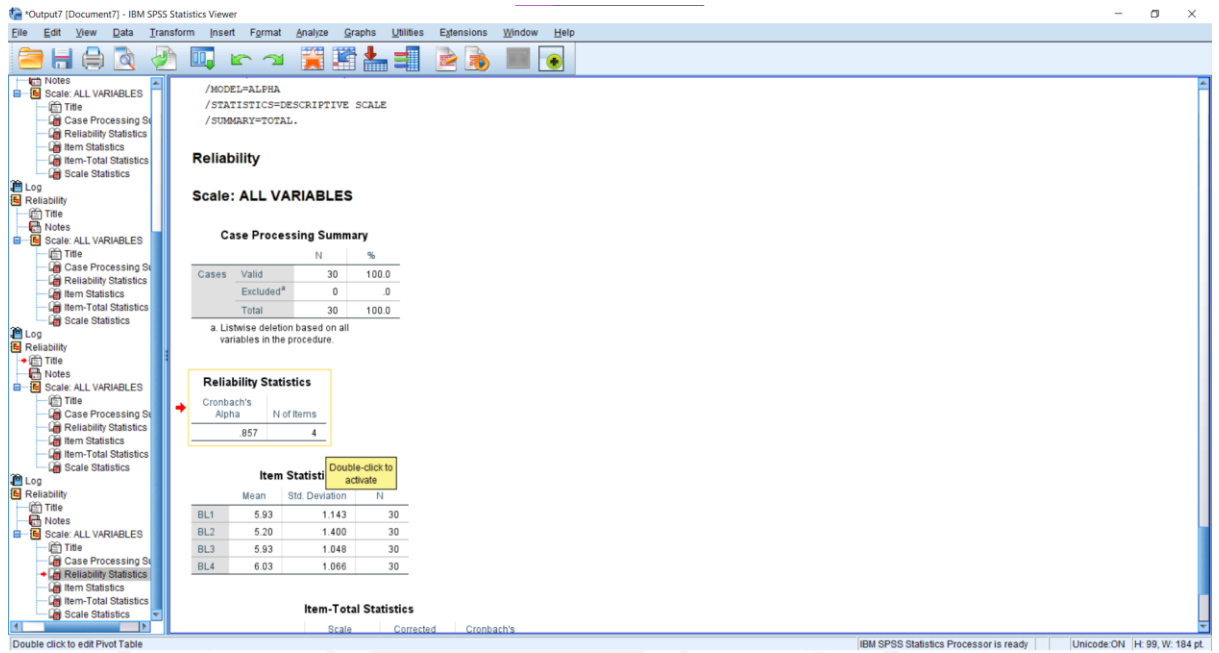 *Output7 [Document7] - IBM SPSS Statistics Viewer
File Edit View Data Transform Insert Format Analyze Graphs Utilities Extensions Window Help
Notes
Scale: ALL VARIABLES
Title
Case Processing Su
Reliability Statistics
Item Statistics
Item-Total Statistics
Scale Statistics
Log
Reliability
Title
Notes
Scale: ALL VARIABLES
Title
Case Processing Su
Reliability Statistics
Item Statistics
Item-Total Statistics
Scale Statistics
Log
Reliability
Title
Notes
Scale: ALL VARIABLES
Title
Case Processing Su
Reliability Statistics
Item Statistics
Item-Total Statistics
Scale Statistics
Log
Reliability
Title
Notes
Scale: ALL VARIABLES
Title
Case Processing Su
Reliability Statistics
Item Statistics
Item-Total Statistics
Scale Statistics
/MODEL=ALPHA
/STATISTICS=DESCRIPTIVE SCALE
/SUMMARY=TOTAL.
Reliability
Scale: ALL VARIABLES
Case Processing Summary
N %
Cases Valid 30 100.0
Excludedᵃ 0 .0
Total 30 100.0
a. Listwise deletion based on all
variables in the procedure.
Reliability Statistics
Cronbach's
Alpha N of Items
.857 4
Double-click to
activate
Item Statisti
Mean Std. Deviation N
BL1 5.93 1.143 30
BL2 5.20 1.400 30
BL3 5.93 1.048 30
BL4 6.03 1.066 30
Item-Total Statistics
Scale Corrected Cronbach's
Double click to edit Pivot Table IBM SPSS Statistics Processor is ready Unicode:ON H: 99, W: 184 pt.